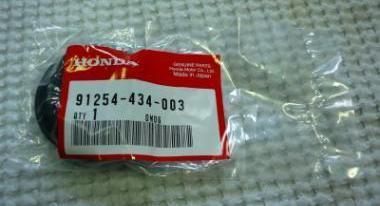 HONDA
GENUINE PARTS
Honda Motor Co., Ltd.
Made in Japan
91254-434-003
QTY 1